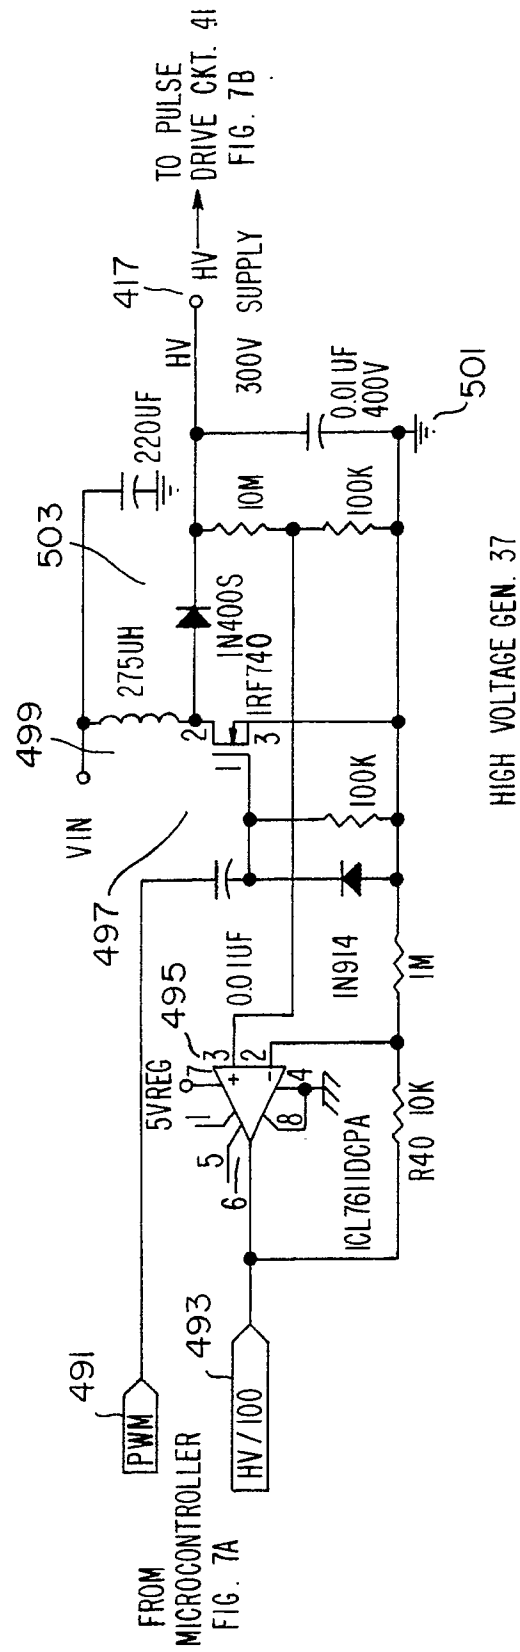 FROM
MICROCONTROLLER
FIG. 7A
491
PWM
493
HV/100
5VREG
495
7
1
5
6
3
+
2
-
4
8
ICL7611DCPA
R40 10K
1M
0.01UF
1N914
100K
497
VIN
499
275UH
503
220UF
2
1
3
IRF740
1N400S
10M
100K
0.01UF
400V
501
HV
417
HV
300V SUPPLY
TO PULSE
DRIVE CKT. 41
FIG. 7B
HIGH VOLTAGE GEN. 37